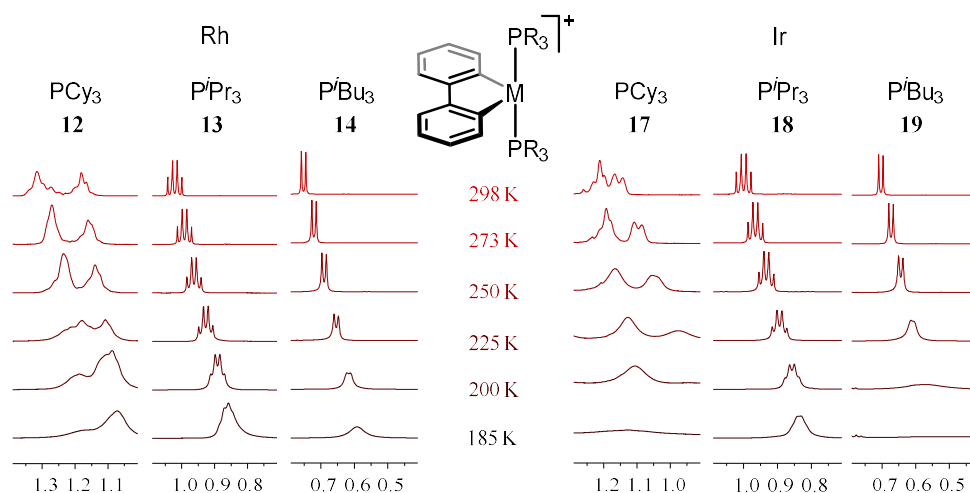 Rh
PCy3
12
PiPr3
13
PiBu3
14
PR3
+
M
PR3
Ir
PCy3
17
PiPr3
18
PiBu3
19
298 K
273 K
250 K
225 K
200 K
185 K
1.3 1.2 1.1
1.0 0.9 0.8
0.7 0.6 0.5
1.2 1.1 1.0
1.0 0.9 0.8
0.7 0.6 0.5